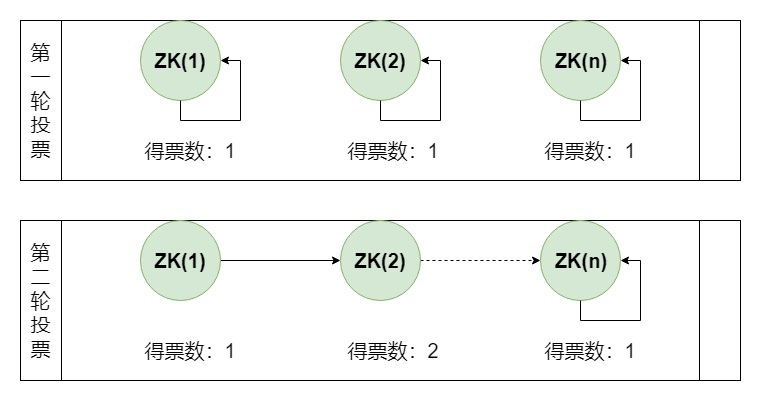 第一轮投票
ZK(1)
ZK(2)
ZK(n)
得票数：1
得票数：1
得票数：1
第二轮投票
ZK(1)
ZK(2)
ZK(n)
得票数：1
得票数：2
得票数：1